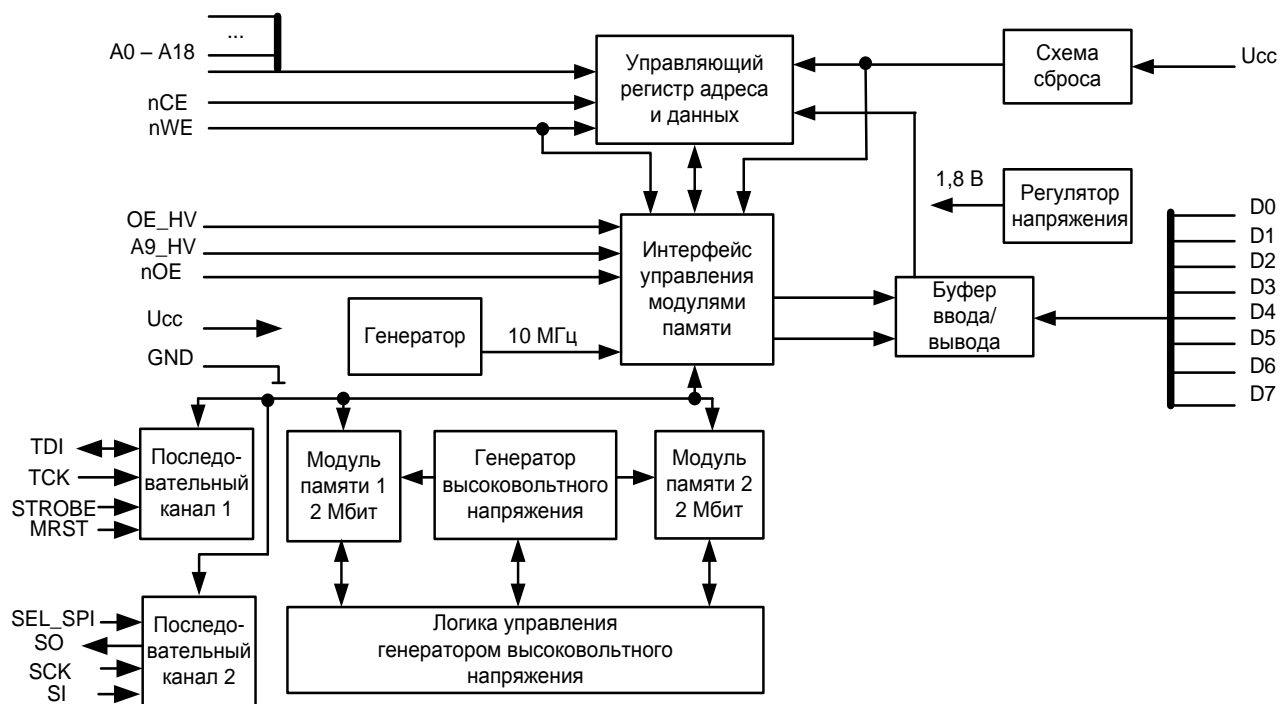 ...
A0 – A18
nCE
nWE
Управляющий
регистр адреса
и данных
Схема
сброса
Ucc
1,8 В
Регулятор
напряжения
OE_HV
A9_HV
nOE
Интерфейс
управления
модулями
памяти
Ucc
GND
Генератор
10 МГц
Буфер
ввода/
вывода
D0
D1
D2
D3
D4
D5
D6
D7
TDI
TCK
STROBE
MRST
Последо-
вательный
канал 1
Модуль
памяти 1
2 Мбит
Генератор
высоковольтного
напряжения
Модуль
памяти 2
2 Мбит
SEL_SPI
SO
SCK
SI
Последо-
вательный
канал 2
Логика управления
генератором высоковольтного
напряжения